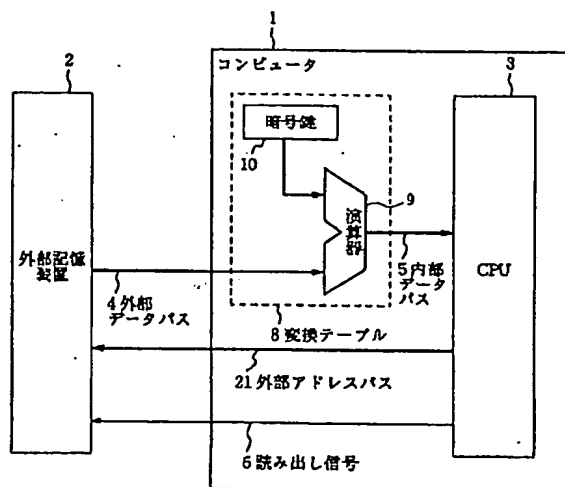 1
2
コンピュータ
3
暗号鍵
10
演算器
9
外部記憶
装置
4 外部
データバス
5 内部
データ
バス
CPU
8 変換テーブル
21 外部アドレスバス
6 読み出し信号